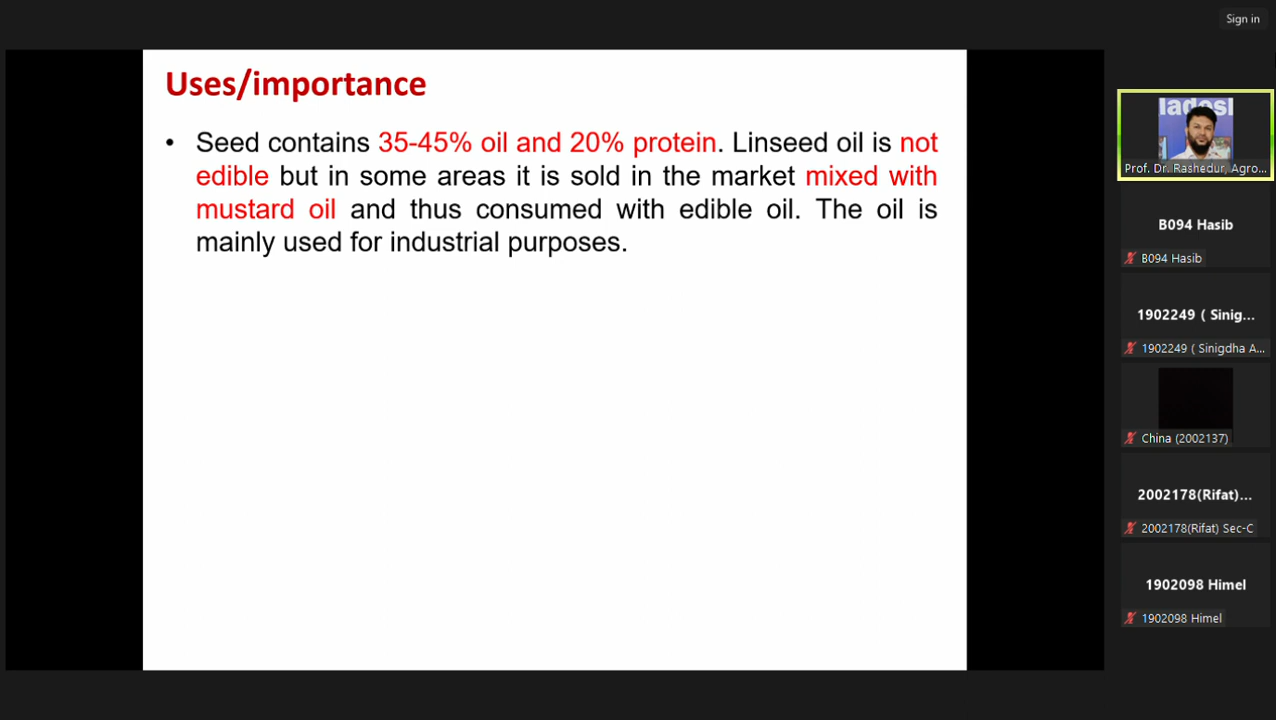 Sign in
Uses/importance
• Seed contains 35-45% oil and 20% protein. Linseed oil is not
edible but in some areas it is sold in the market mixed with
mustard oil and thus consumed with edible oil. The oil is
mainly used for industrial purposes.
Prof. Dr. Rashedur, Agro...
B094 Hasib
B094 Hasib
1902249 ( Sinig...
1902249 ( Sinigdha A...
China (2002137)
2002178(Rifat)...
2002178(Rifat) Sec-C
1902098 Himel
1902098 Himel